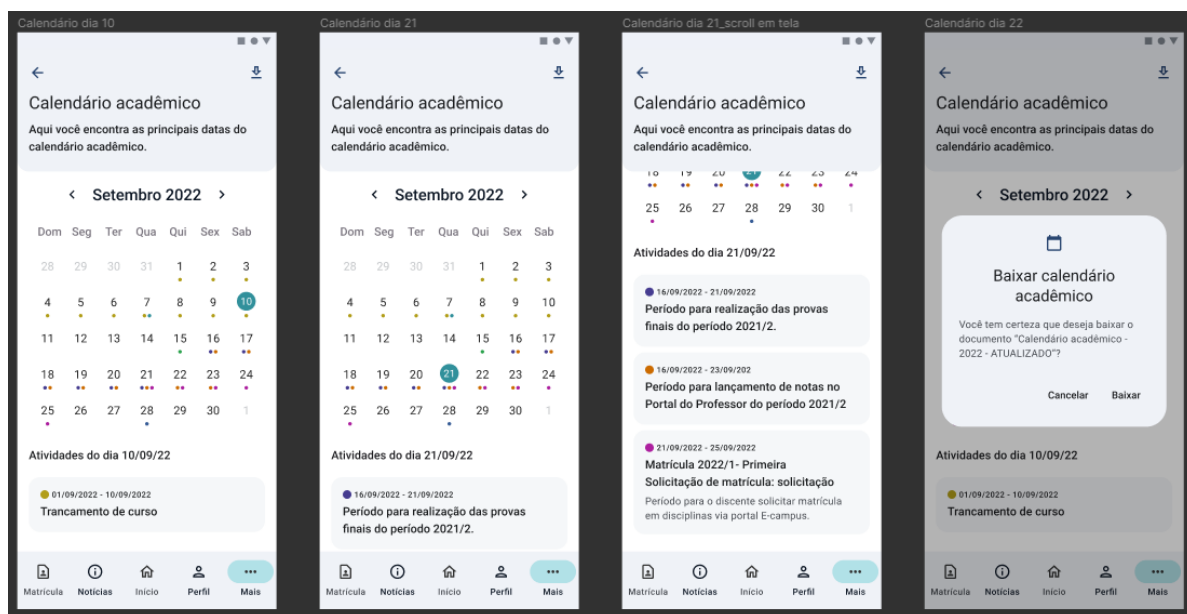 Calendário dia 10
Calendário acadêmico
Aqui você encontra as principais datas do
calendário acadêmico.
Setembro 2022
Dom Seg Ter Qua Qui Sex Sab
28 29 30 31 1 2 3
4 5 6 7 8 9 10
11 12 13 14 15 16 17
18 19 20 21 22 23 24
25 26 27 28 29 30 1
Atividades do dia 10/09/22
01/09/2022 - 10/09/2022
Trancamento de curso
Matrícula Notícias Início Perfil Mais
Calendário dia 21
Calendário acadêmico
Aqui você encontra as principais datas do
calendário acadêmico.
Setembro 2022
Dom Seg Ter Qua Qui Sex Sab
28 29 30 31 1 2 3
4 5 6 7 8 9 10
11 12 13 14 15 16 17
18 19 20 21 22 23 24
25 26 27 28 29 30 1
Atividades do dia 21/09/22
16/09/2022 - 21/09/2022
Período para realização das provas
finais do período 2021/2.
Matrícula Notícias Início Perfil Mais
Calendário dia 21_scroll em tela
Calendário acadêmico
Aqui você encontra as principais datas do
calendário acadêmico.
18 19 20 21 22 23 24
25 26 27 28 29 30 1
Atividades do dia 21/09/22
16/09/2022 - 21/09/2022
Período para realização das provas
finais do período 2021/2.
16/09/2022 - 23/09/202
Período para lançamento de notas no
Portal do Professor do período 2021/2
21/09/2022 - 25/09/2022
Matrícula 2022/1- Primeira
Solicitação de matrícula: solicitação
Período para o discente solicitar matrícula
em disciplinas via portal E-campus.
Matrícula Notícias Início Perfil Mais
Calendário dia 22
Calendário acadêmico
Aqui você encontra as principais datas do
calendário acadêmico.
Setembro 2022
Baixar calendário
acadêmico
Você tem certeza que deseja baixar o
documento "Calendário acadêmico -
2022 - ATUALIZADO"?
Cancelar Baixar
Atividades do dia 10/09/22
01/09/2022 - 10/09/2022
Trancamento de curso
Matrícula Notícias Início Perfil Mais